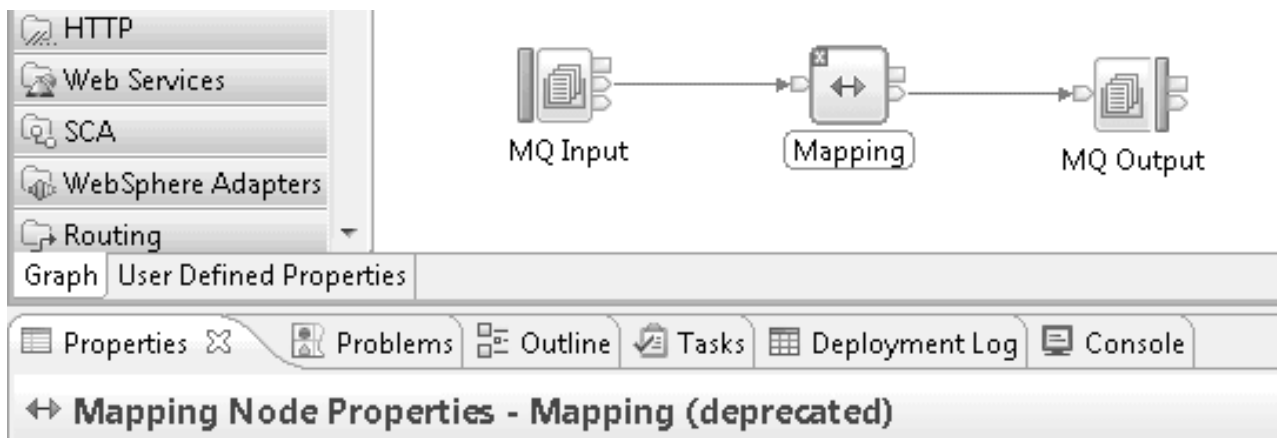 HTTP
Web Services
SCA
WebSphere Adapters
Routing
MQ Input
Mapping
MQ Output
Graph User Defined Properties
Properties Problems Outline Tasks Deployment Log Console
Mapping Node Properties - Mapping (deprecated)